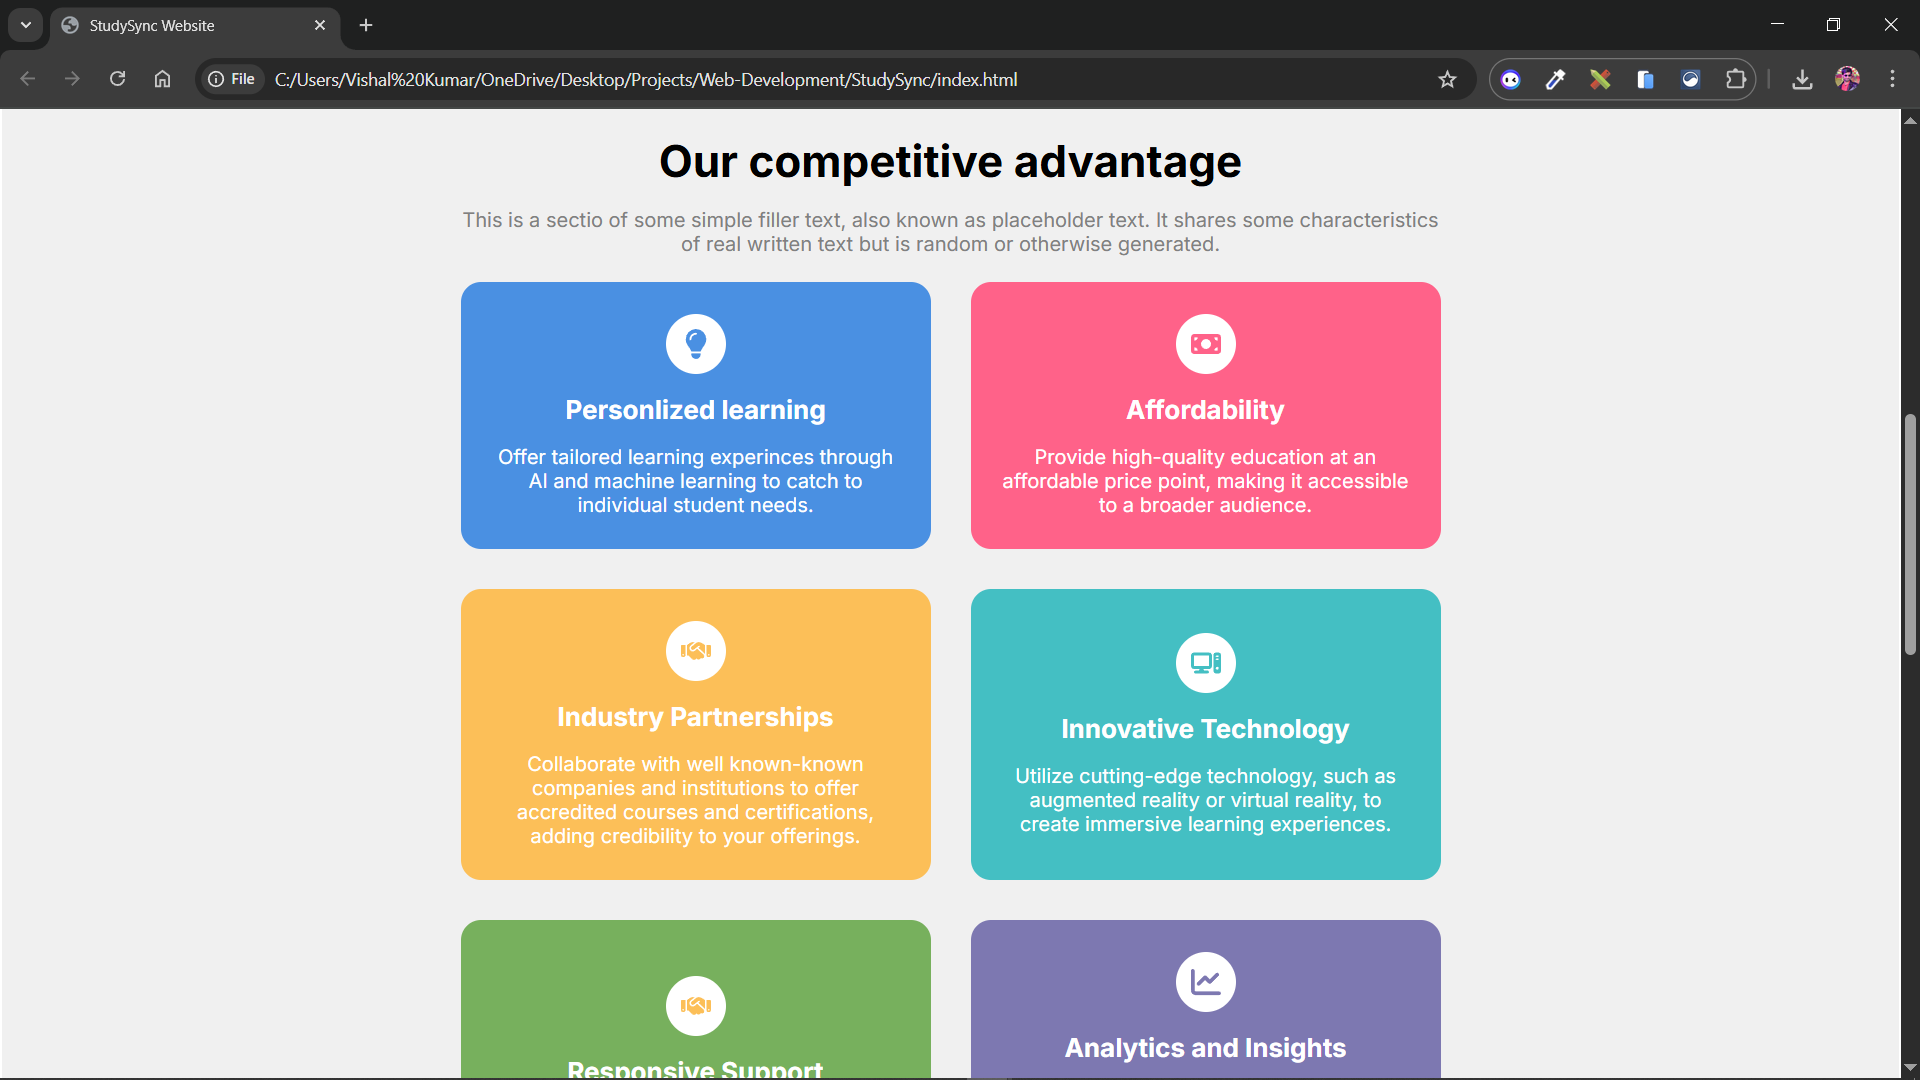 StudySync Website
File
C:/Users/Vishal%20Kumar/OneDrive/Desktop/Projects/Web-Development/StudySync/index.html
Our competitive advantage
This is a sectio of some simple filler text, also known as placeholder text. It shares some characteristics
of real written text but is random or otherwise generated.
Personlized learning
Offer tailored learning experinces through
AI and machine learning to catch to
individual student needs.
Affordability
Provide high-quality education at an
affordable price point, making it accessible
to a broader audience.
Industry Partnerships
Collaborate with well known-known
companies and institutions to offer
accredited courses and certifications,
adding credibility to your offerings.
Innovative Technology
Utilize cutting-edge technology, such as
augmented reality or virtual reality, to
create immersive learning experiences.
Responsive Support
Analytics and Insights